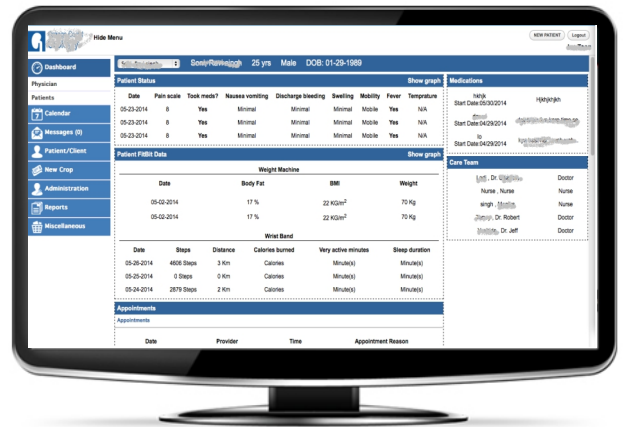 Hide Menu
NEW PATIENT
Logout
Dashboard
Physician
Patients
7 Calendar
Messages (0)
Patient/Client
New Crop
Administration
Reports
Miscellaneous
25 yrs Male DOB: 01-29-1989
Patient Status Show graph
Date Pain scale Took meds? Nausea vomiting Discharge bleeding Swelling Mobility Fever Temprature
05-23-2014 6 Yes Minimal Minimal Minimal Mobile Yes N/A
05-23-2014 8 Yes Minimal Minimal Minimal Mobile Yes N/A
05-23-2014 8 Yes Minimal Minimal Minimal Mobile Yes N/A
Patient FitBit Data Show graph
Weight Machine
Date Body Fat BMI Weight
05-02-2014 17 % 22 KG/m² 70 Kg
05-02-2014 17 % 22 KG/m² 70 Kg
Wrist Band
Date Steps Distance Calories burned Very active minutes Sleep duration
05-26-2014 4606 Steps 3 Km Calories Minute(s) Minute(s)
05-25-2014 0 Steps 0 Km Calories Minute(s) Minute(s)
05-24-2014 2879 Steps 2 Km Calories Minute(s) Minute(s)
Appointments
Appointments
Date Provider Time Appointment Reason
Medications
hkhjk
Start Date:05/30/2014 Hjkhjkhjkh
Start Date:04/29/2014
to
Start Date:04/29/2014
Care Team
, Dr. Doctor
Nurse , Nurse Nurse
singh , Nurse
, Dr. Robert Doctor
, Dr. Jeff Doctor